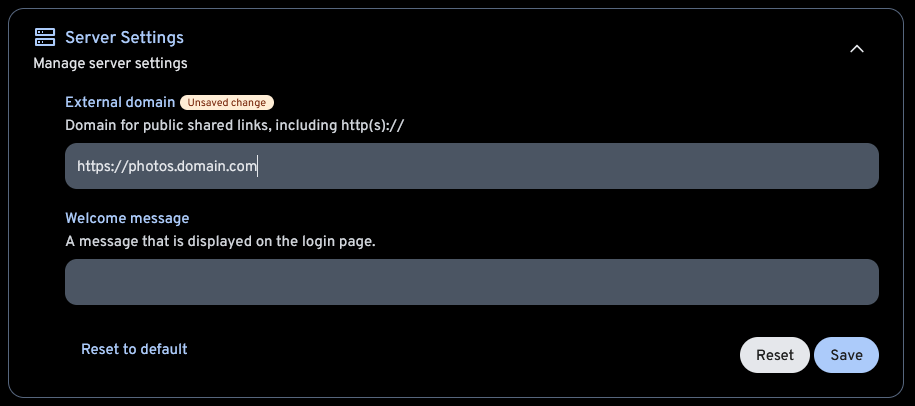 Server Settings
Manage server settings
External domain Unsaved change
Domain for public shared links, including http(s)://
https://photos.domain.com
Welcome message
A message that is displayed on the login page.
Reset to default
Reset Save